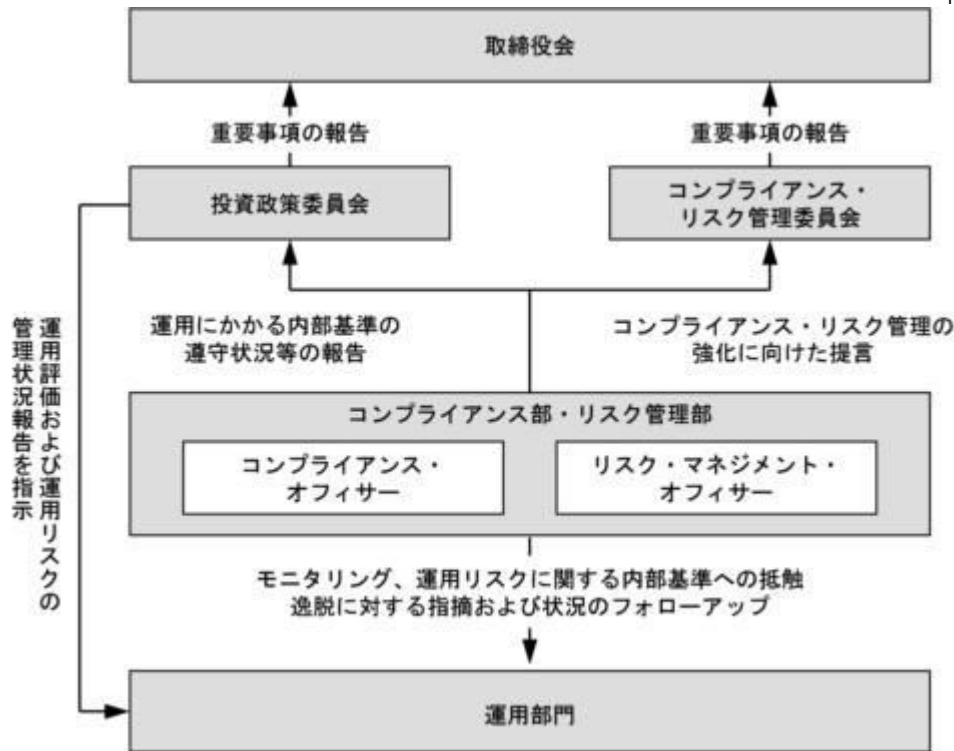 取締役会
重要事項の報告
重要事項の報告
投資政策委員会
コンプライアンス・
リスク管理委員会
運用にかかる内部基準の
遵守状況等の報告
コンプライアンス・リスク管理の
強化に向けた提言
運用評価および運用リスクの
管理状況報告を指示
コンプライアンス部・リスク管理部
コンプライアンス・
オフィサー
リスク・マネジメント・
オフィサー
モニタリング、運用リスクに関する内部基準への抵触
逸脱に対する指摘および状況のフォローアップ
運用部門